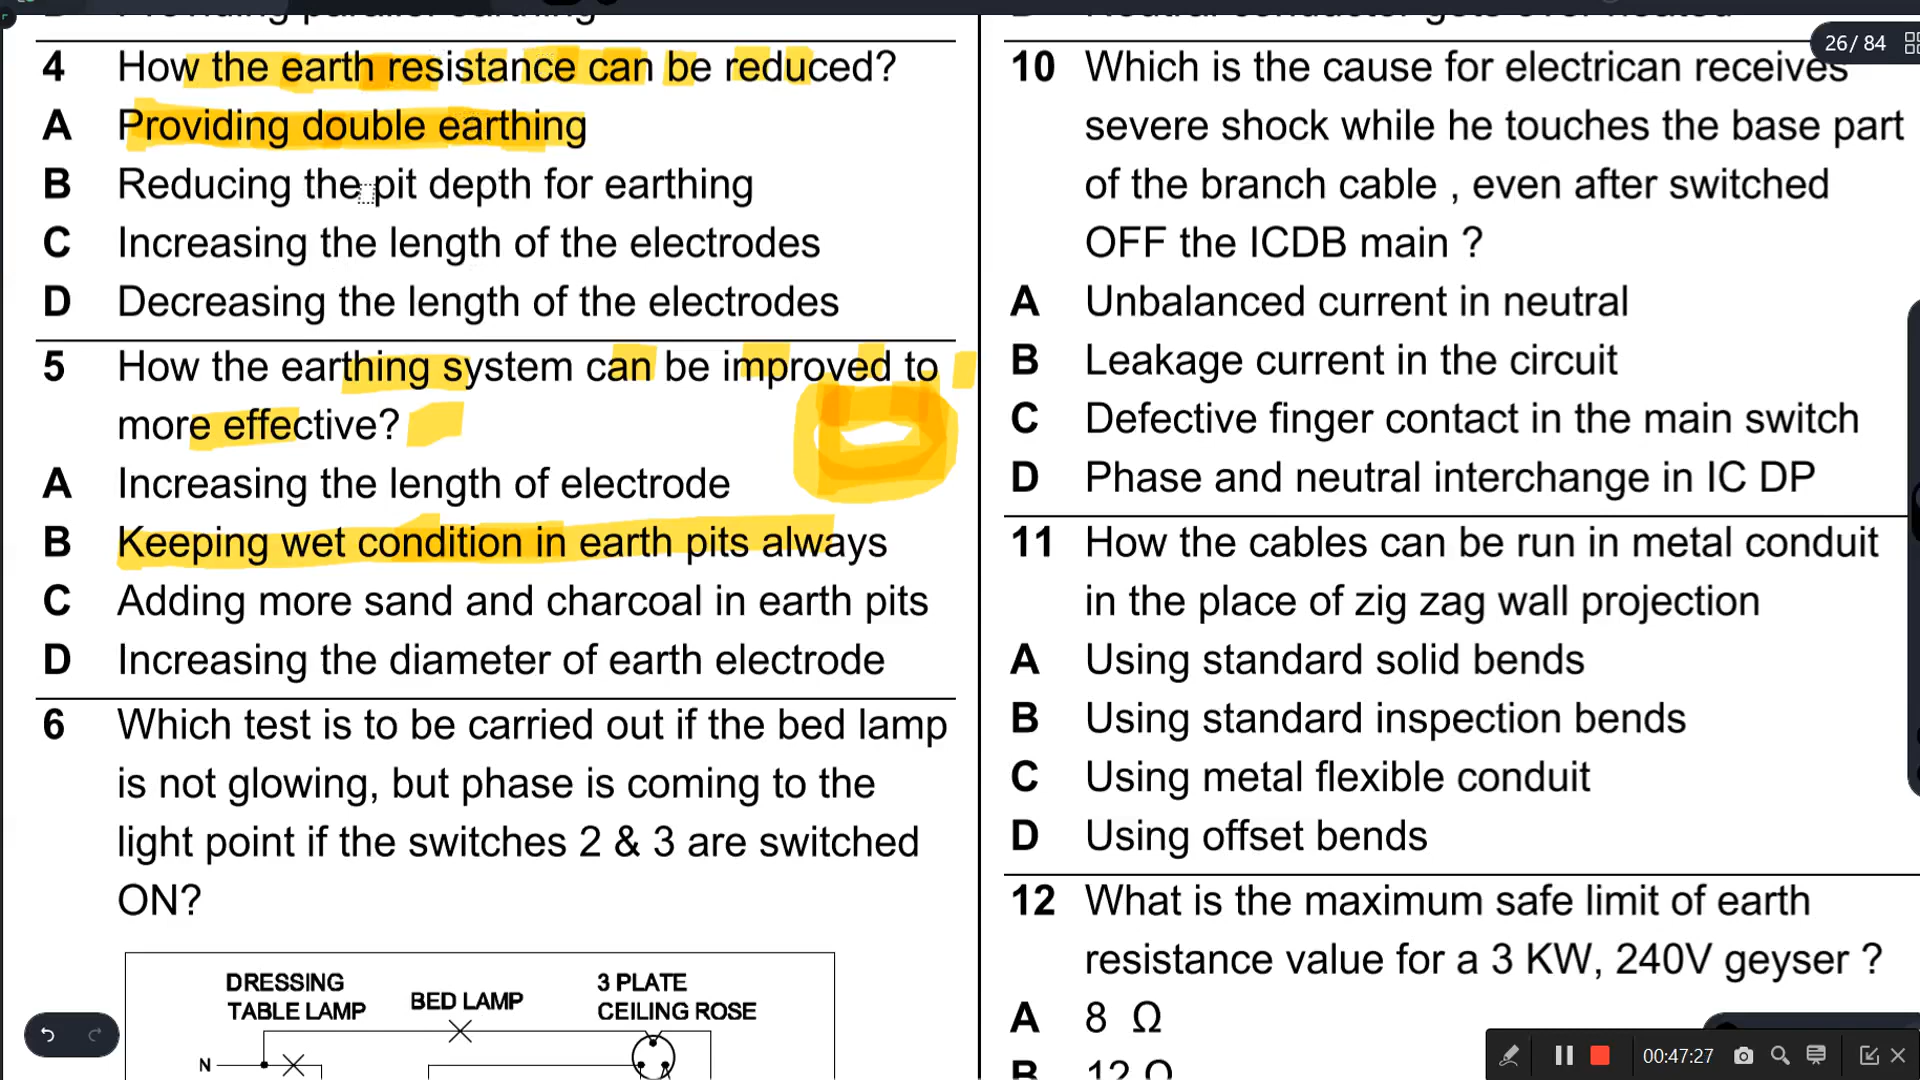 4 How the earth resistance can be reduced?
A Providing double earthing
B Reducing the pit depth for earthing
C Increasing the length of the electrodes
D Decreasing the length of the electrodes
5 How the earthing system can be improved to
more effective?
A Increasing the length of electrode
B Keeping wet condition in earth pits always
C Adding more sand and charcoal in earth pits
D Increasing the diameter of earth electrode
6 Which test is to be carried out if the bed lamp
is not glowing, but phase is coming to the
light point if the switches 2 & 3 are switched
ON?
DRESSING
TABLE LAMP
BED LAMP
3 PLATE
CEILING ROSE
N
10 Which is the cause for electrican receives
severe shock while he touches the base part
of the branch cable , even after switched
OFF the ICDB main ?
A Unbalanced current in neutral
B Leakage current in the circuit
C Defective finger contact in the main switch
D Phase and neutral interchange in IC DP
11 How the cables can be run in metal conduit
in the place of zig zag wall projection
A Using standard solid bends
B Using standard inspection bends
C Using metal flexible conduit
D Using offset bends
12 What is the maximum safe limit of earth
resistance value for a 3 KW, 240V geyser ?
A 8 Ω
B 12 Ω
26/ 84
00:47:27